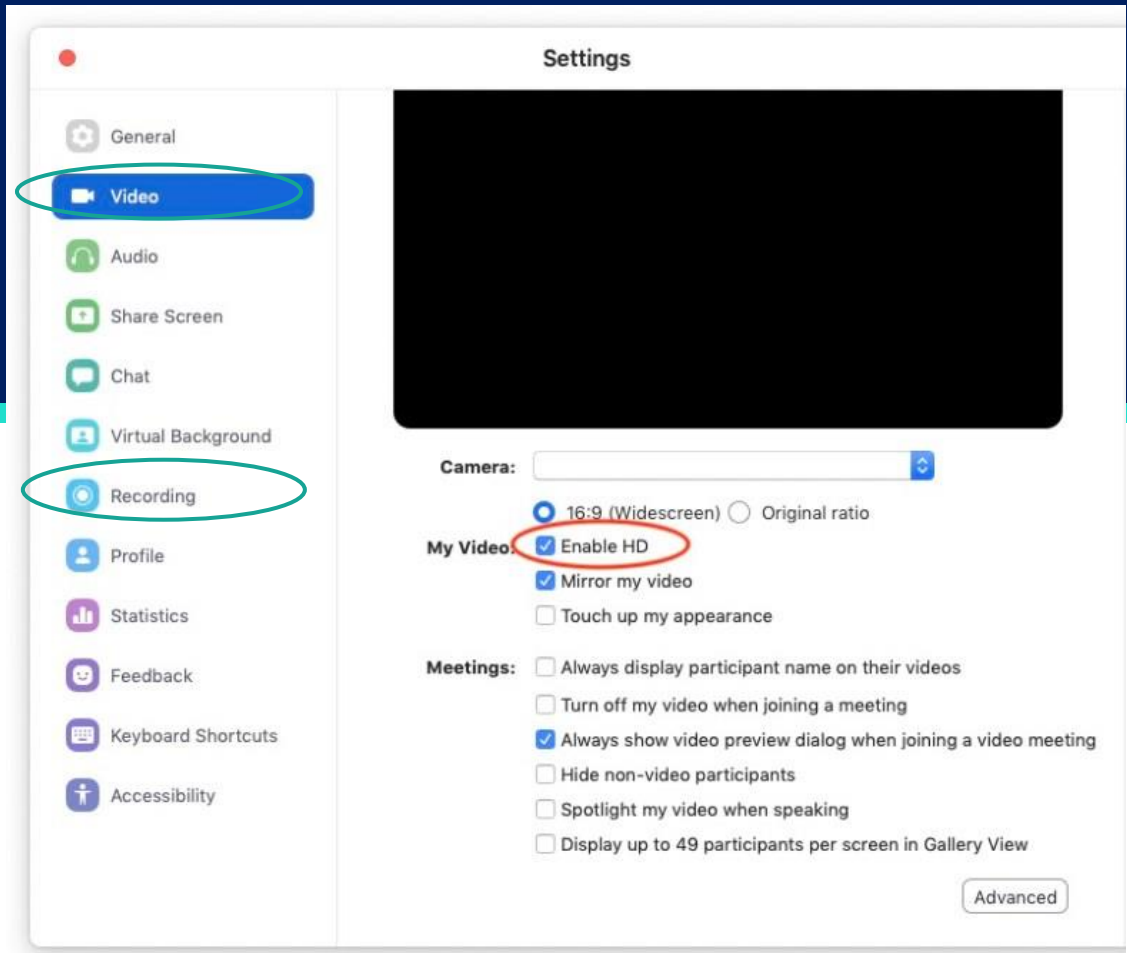 Settings
General
Video
Audio
Share Screen
Chat
Virtual Background
Recording
Profile
Statistics
Feedback
Keyboard Shortcuts
Accessibility
Camera:
16:9 (Widescreen) Original ratio
My Video: Enable HD
Mirror my video
Touch up my appearance
Meetings: Always display participant name on their videos
Turn off my video when joining a meeting
Always show video preview dialog when joining a video meeting
Hide non-video participants
Spotlight my video when speaking
Display up to 49 participants per screen in Gallery View
Advanced